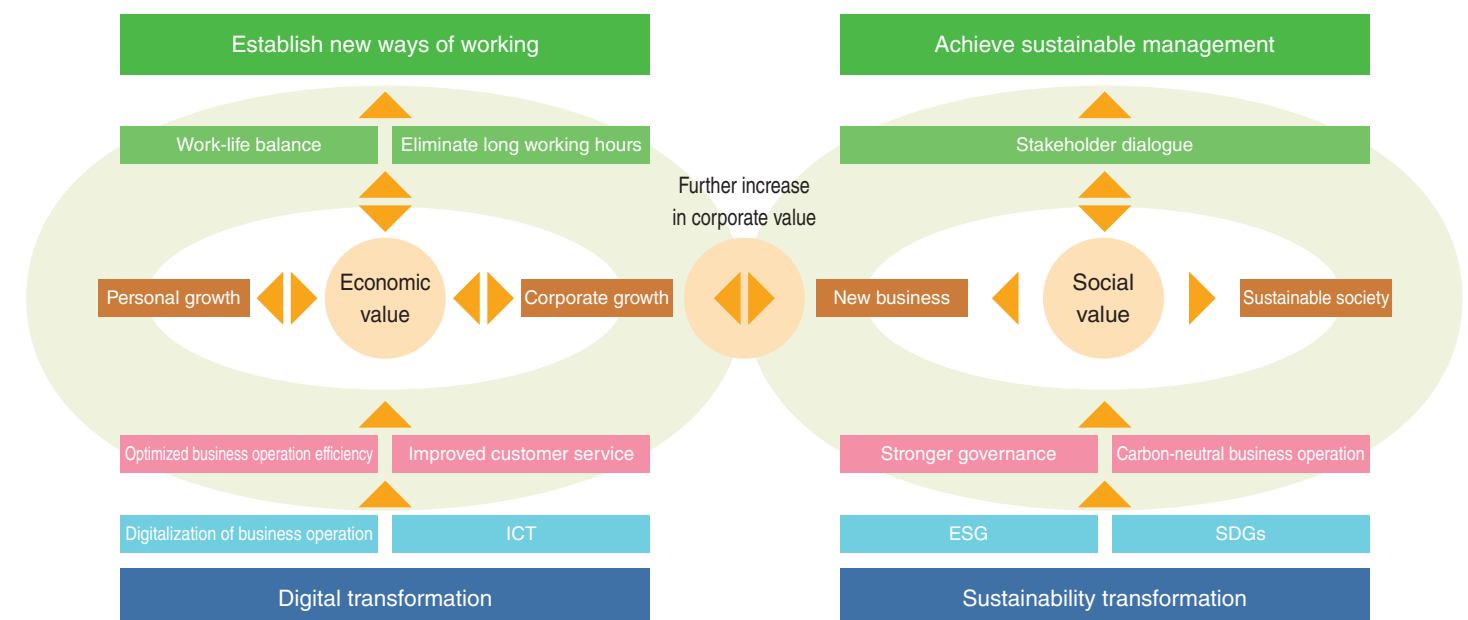 Establish new ways of working
Achieve sustainable management
Work-life balance
Eliminate long working hours
Stakeholder dialogue
Further increase
in corporate value
Personal growth
Economic
value
Corporate growth
New business
Social
value
Sustainable society
Optimized business operation efficiency
Improved customer service
Stronger governance
Carbon-neutral business operation
Digitalization of business operation
ICT
ESG
SDGs
Digital transformation
Sustainability transformation